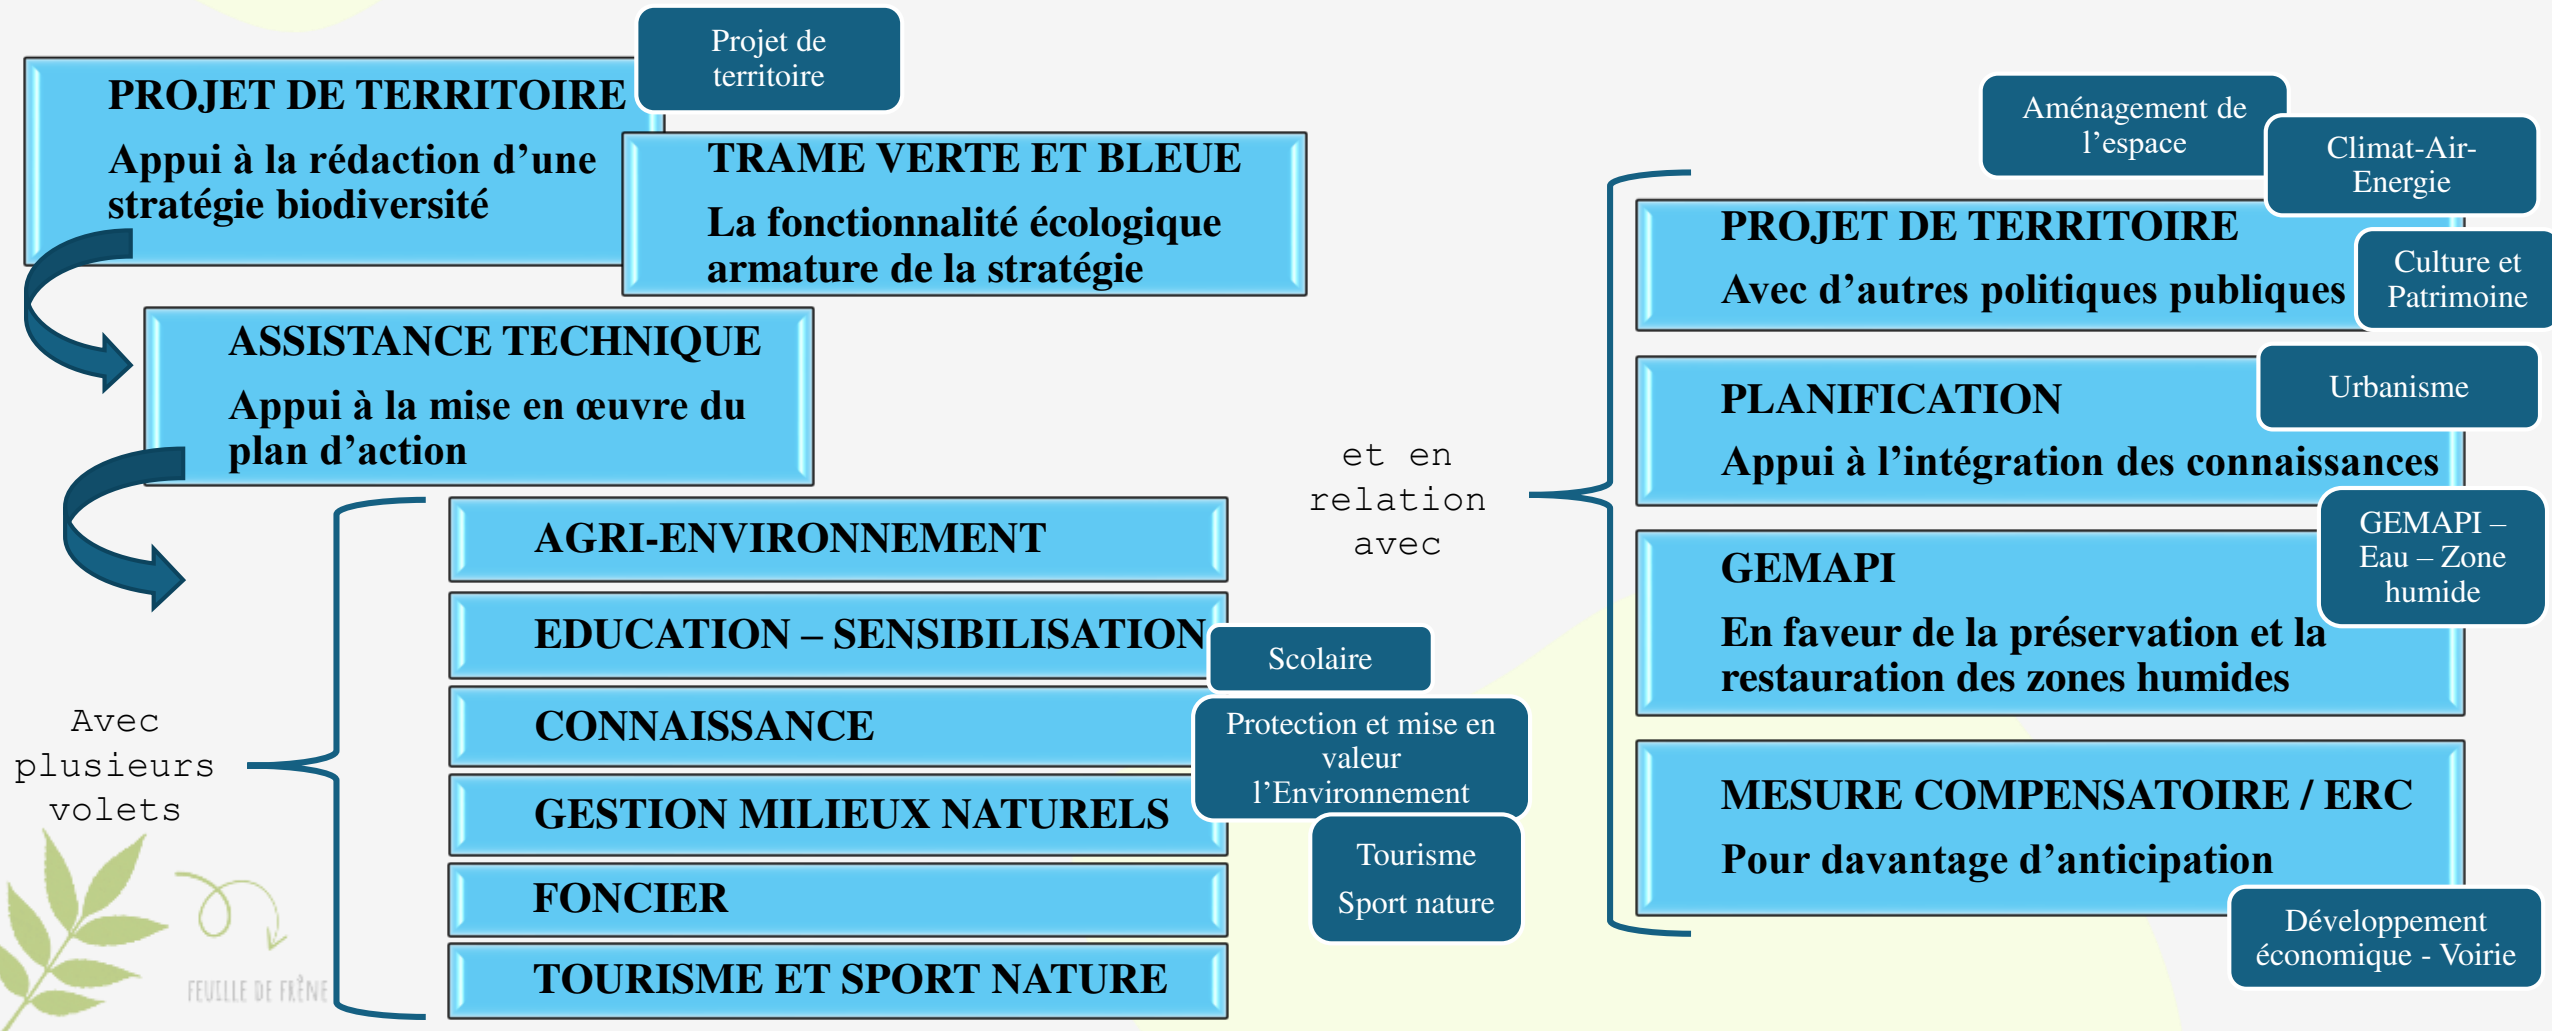 Projet de
territoire
PROJET DE TERRITOIRE
Appui à la rédaction d’une
stratégie biodiversité
TRAME VERTE ET BLEUE
La fonctionnalité écologique
armature de la stratégie
ASSISTANCE TECHNIQUE
Appui à la mise en œuvre du
plan d’action
Avec
plusieurs
volets
AGRI-ENVIRONNEMENT
EDUCATION – SENSIBILISATION
Scolaire
CONNAISSANCE
Protection et mise en
valeur
l’Environnement
GESTION MILIEUX NATURELS
Tourisme
Sport nature
FONCIER
TOURISME ET SPORT NATURE
FEUILLE DE FRÊNE
et en
relation
avec
Aménagement de
l’espace
Climat-Air-
Energie
PROJET DE TERRITOIRE
Avec d’autres politiques publiques
Culture et
Patrimoine
PLANIFICATION
Appui à l’intégration des connaissances
Urbanisme
GEMAPI –
Eau – Zone
humide
GEMAPI
En faveur de la préservation et la
restauration des zones humides
MESURE COMPENSATOIRE / ERC
Pour davantage d’anticipation
Développement
économique - Voirie